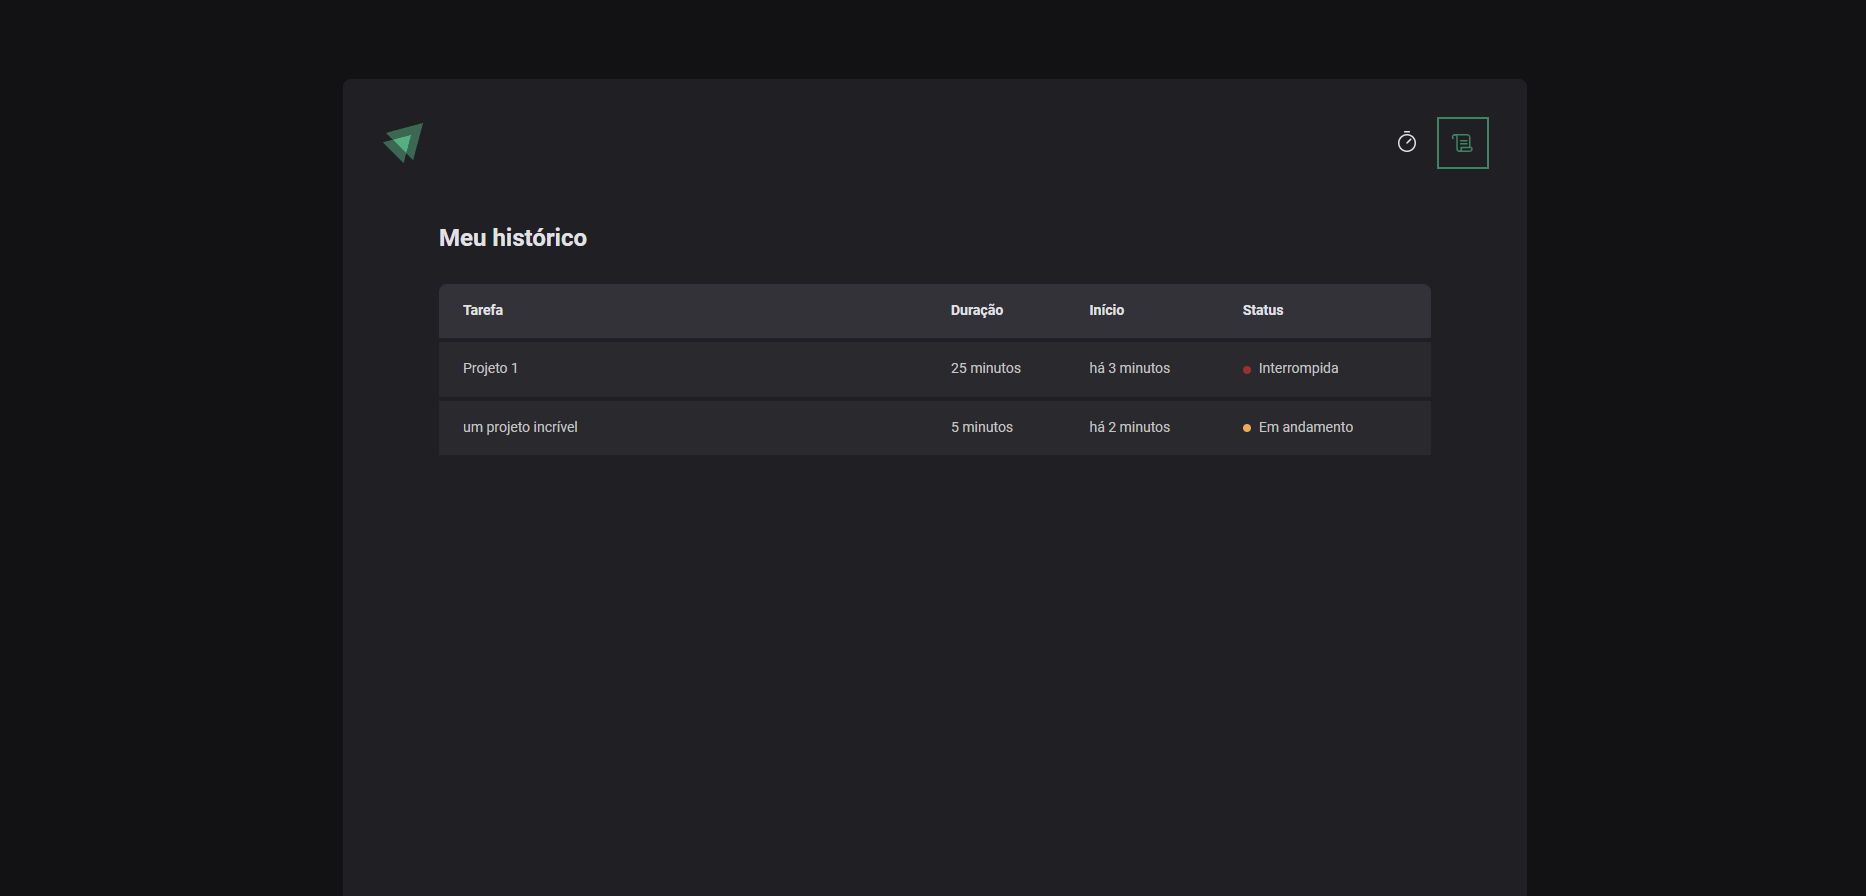 Meu histórico
Tarefa Duração Início Status
Projeto 1 25 minutos há 3 minutos Interrompida
um projeto incrível 5 minutos há 2 minutos Em andamento